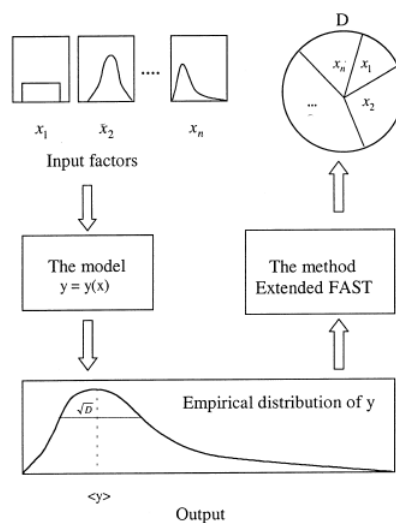 D
x_n x_1
... x_2
....
x_1 x_2 x_n
Input factors
The model
y = y(x)
The method
Extended FAST
Empirical distribution of y
√D
<y>
Output